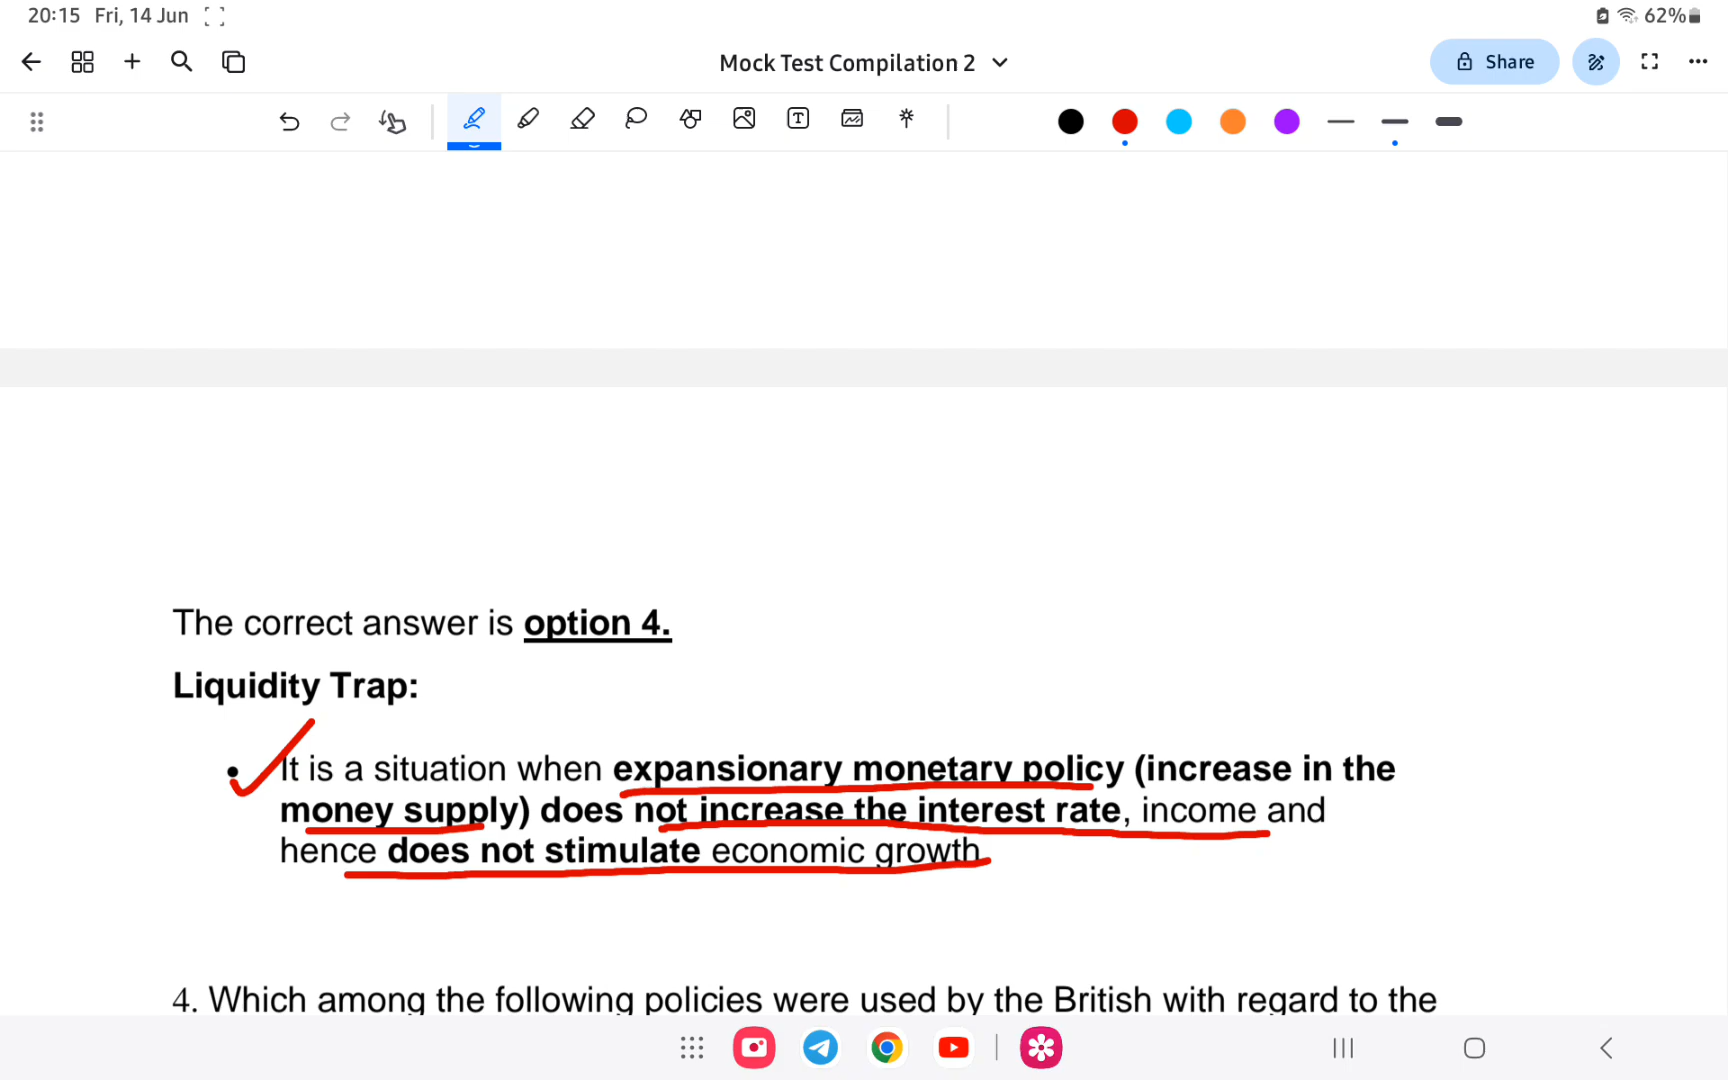 20:15 Fri, 14 Jun
62%
Mock Test Compilation 2
Share
The correct answer is option 4.
Liquidity Trap:
• It is a situation when expansionary monetary policy (increase in the
money supply) does not increase the interest rate, income and
hence does not stimulate economic growth
4. Which among the following policies were used by the British with regard to the